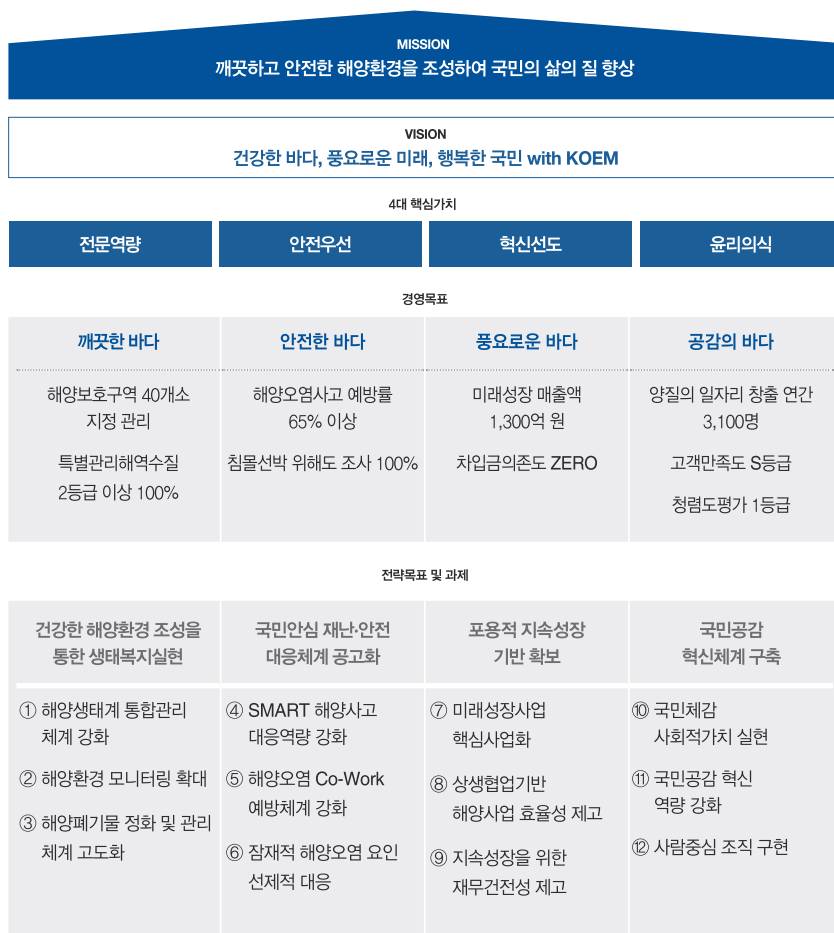 MISSION
깨끗하고 안전한 해양환경을 조성하여 국민의 삶의 질 향상
VISION
건강한 바다, 풍요로운 미래, 행복한 국민 with KOEM
4대 핵심가치
전문역량
안전우선
혁신선도
윤리의식
경영목표
깨끗한 바다
해양보호구역 40개소
지정 관리
특별관리해역수질
2등급 이상 100%
안전한 바다
해양오염사고 예방률
65% 이상
침몰선박 위해도 조사 100%
풍요로운 바다
미래성장 매출액
1,300억 원
차입금의존도 ZERO
공감의 바다
양질의 일자리 창출 연간
3,100명
고객만족도 S등급
청렴도평가 1등급
전략목표 및 과제
건강한 해양환경 조성을
통한 생태복지실현
① 해양생태계 통합관리
체계 강화
② 해양환경 모니터링 확대
③ 해양폐기물 정화 및 관리
체계 고도화
국민안심 재난·안전
대응체계 공고화
④ SMART 해양사고
대응역량 강화
⑤ 해양오염 Co-Work
예방체계 강화
⑥ 잠재적 해양오염 요인
선제적 대응
포용적 지속성장
기반 확보
⑦ 미래성장사업
핵심사업화
⑧ 상생협업기반
해양사업 효율성 제고
⑨ 지속성장을 위한
재무건전성 제고
국민공감
혁신체계 구축
⑩ 국민체감
사회적가치 실현
⑪ 국민공감 혁신
역량 강화
⑫ 사람중심 조직 구현